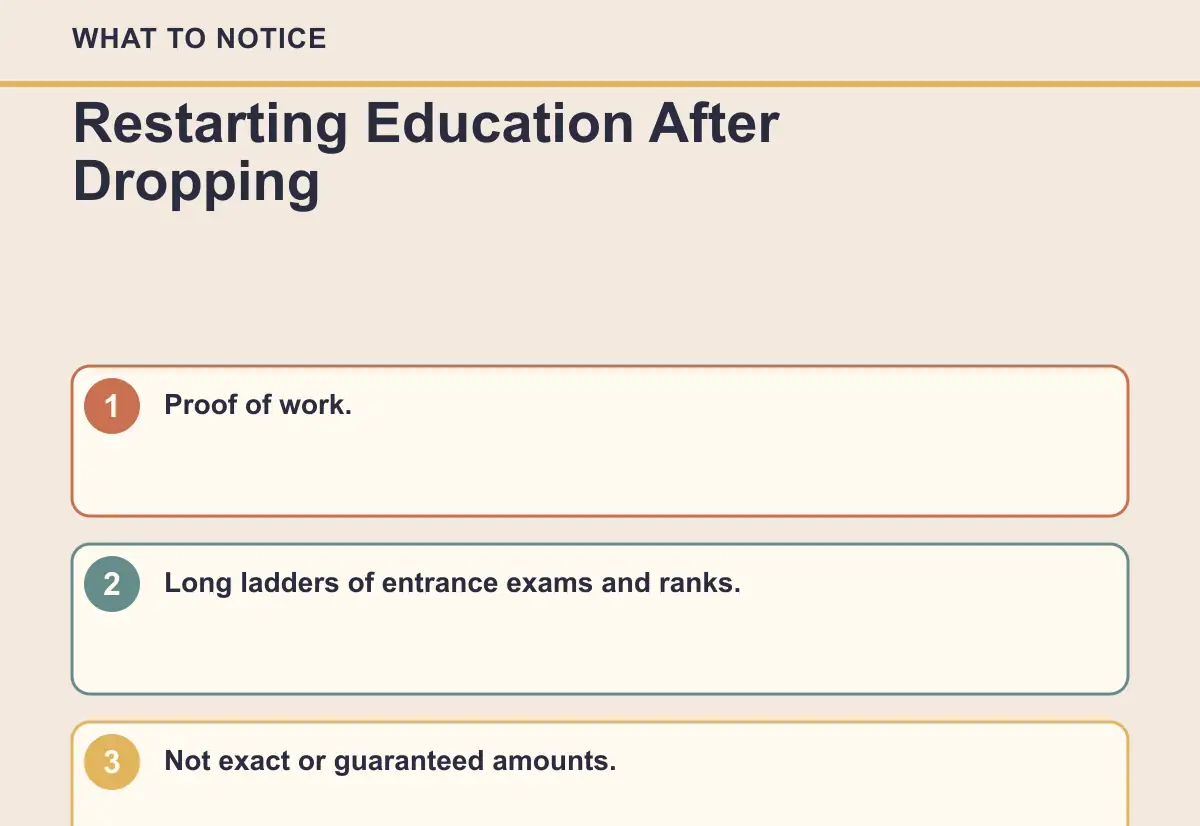 WHAT TO NOTICE
Restarting Education After
Dropping
1 Proof of work.
2 Long ladders of entrance exams and ranks.
3 Not exact or guaranteed amounts.